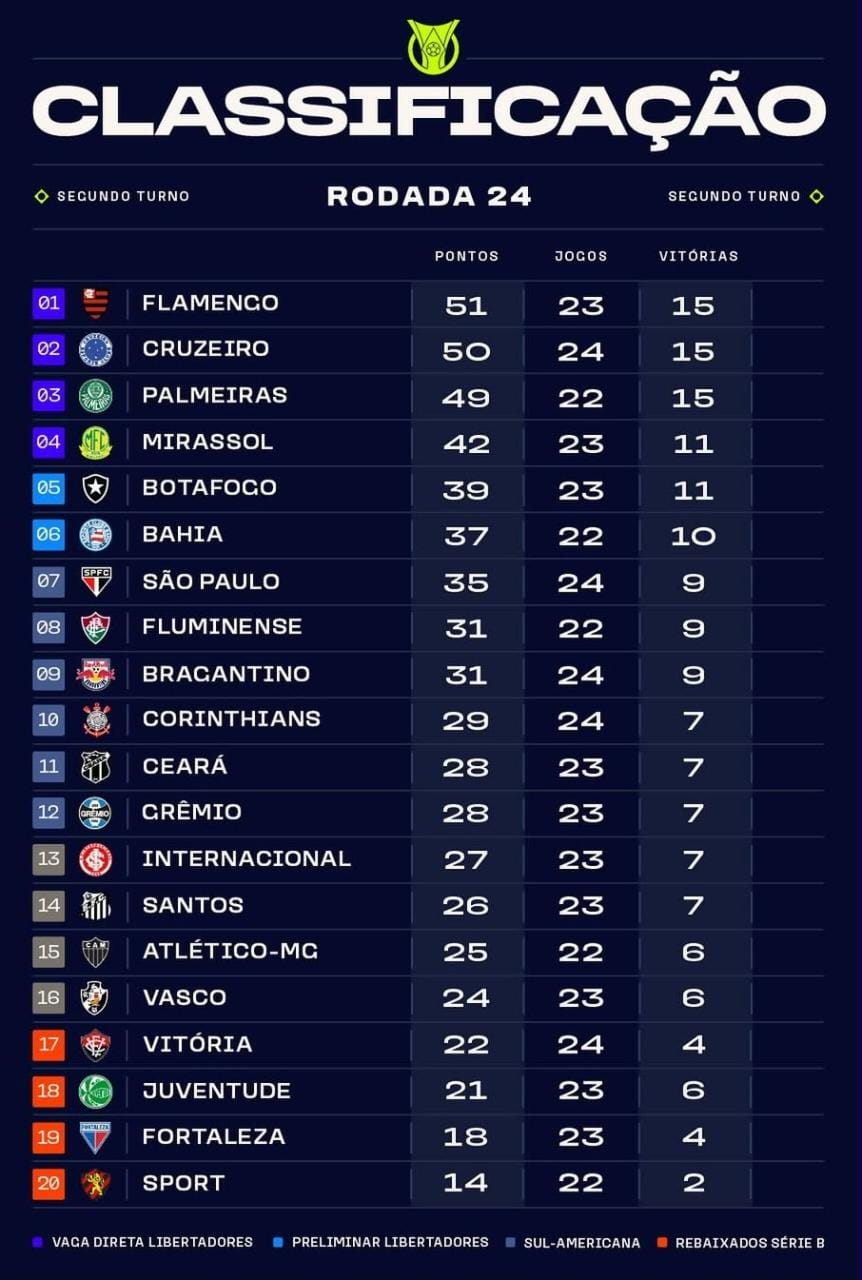 CLASSIFICAÇÃO
SEGUNDO TURNO RODADA 24 SEGUNDO TURNO
PONTOS JOGOS VITÓRIAS
01 FLAMENGO 51 23 15
02 CRUZEIRO 50 24 15
03 PALMEIRAS 49 22 15
04 MIRASSOL 42 23 11
05 BOTAFOGO 39 23 11
06 BAHIA 37 22 10
07 SPFC SÃO PAULO 35 24 9
08 FLUMINENSE 31 22 9
09 BRAGANTINO 31 24 9
10 CORINTHIANS 29 24 7
11 CEARÁ 28 23 7
12 GRÊMIO GRÊMIO 28 23 7
13 INTERNACIONAL 27 23 7
14 SANTOS 26 23 7
15 CAM ATLÉTICO-MG 25 22 6
16 VASCO 24 23 6
17 VITÓRIA 22 24 4
18 JUVENTUDE 21 23 6
19 FORTALEZA FORTALEZA 18 23 4
20 SPORT 14 22 2
VAGA DIRETA LIBERTADORES PRELIMINAR LIBERTADORES SUL-AMERICANA REBAIXADOS SÉRIE B